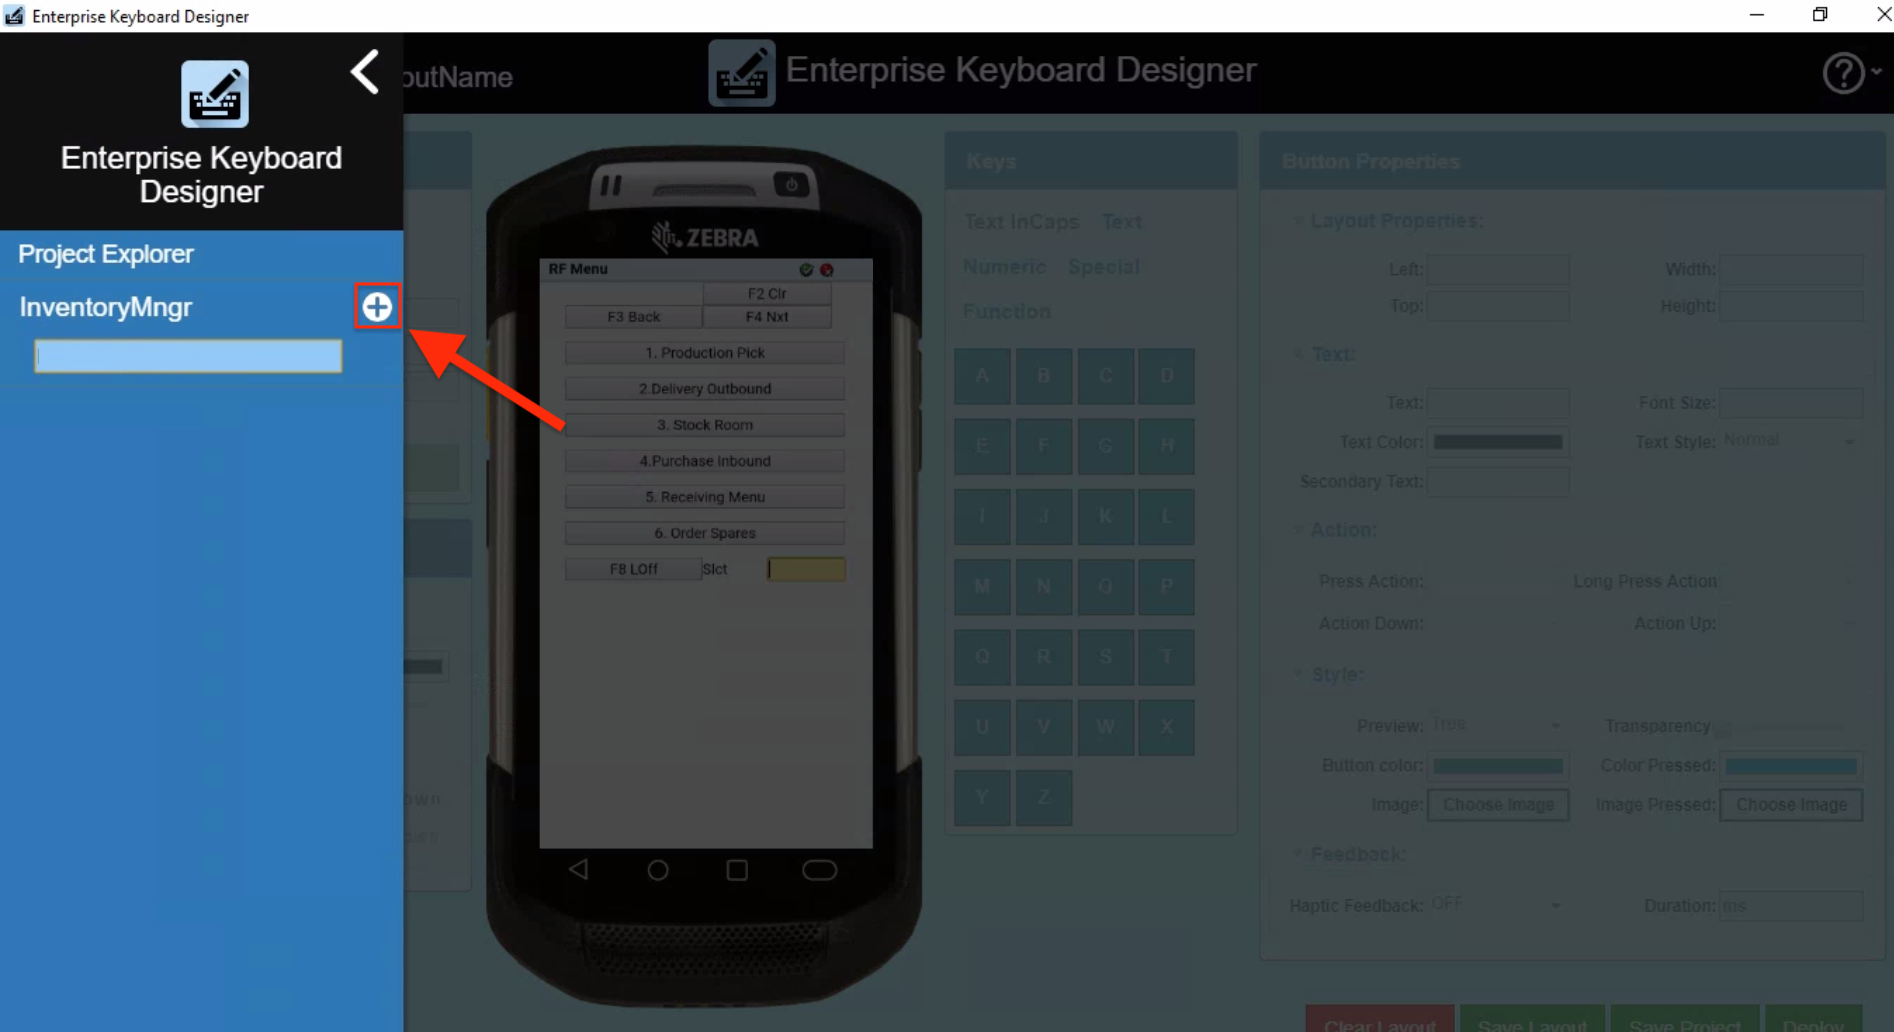 Enterprise Keyboard Designer
outName
Enterprise Keyboard Designer
Enterprise Keyboard
Designer
Project Explorer
InventoryMngr
ZEBRA
RF Menu
F2 Clr
F3 Back
F4 Nxt
1. Production Pick
2.Delivery Outbound
3. Stock Room
4.Purchase Inbound
5. Receiving Menu
6. Order Spares
F8 LOff
Slct
own
own
Keys
Text InCaps Text
Numeric Special
Function
A B C D
E F G H
I J K L
M N O P
Q R S T
U V W X
Y Z
Button Properties
Layout Properties:
Left: Width:
Top: Height:
Text:
Text: Font Size:
Text Color: Text Style: Normal
Secondary Text:
Action:
Press Action: Long Press Action
Action Down: Action Up:
Style:
Preview: True Transparency
Button color: Color Pressed:
Image: Choose Image Image Pressed: Choose Image
Feedback:
Haptic Feedback: OFF Duration: ms
Clear Layout Save Layout Save Project Deploy